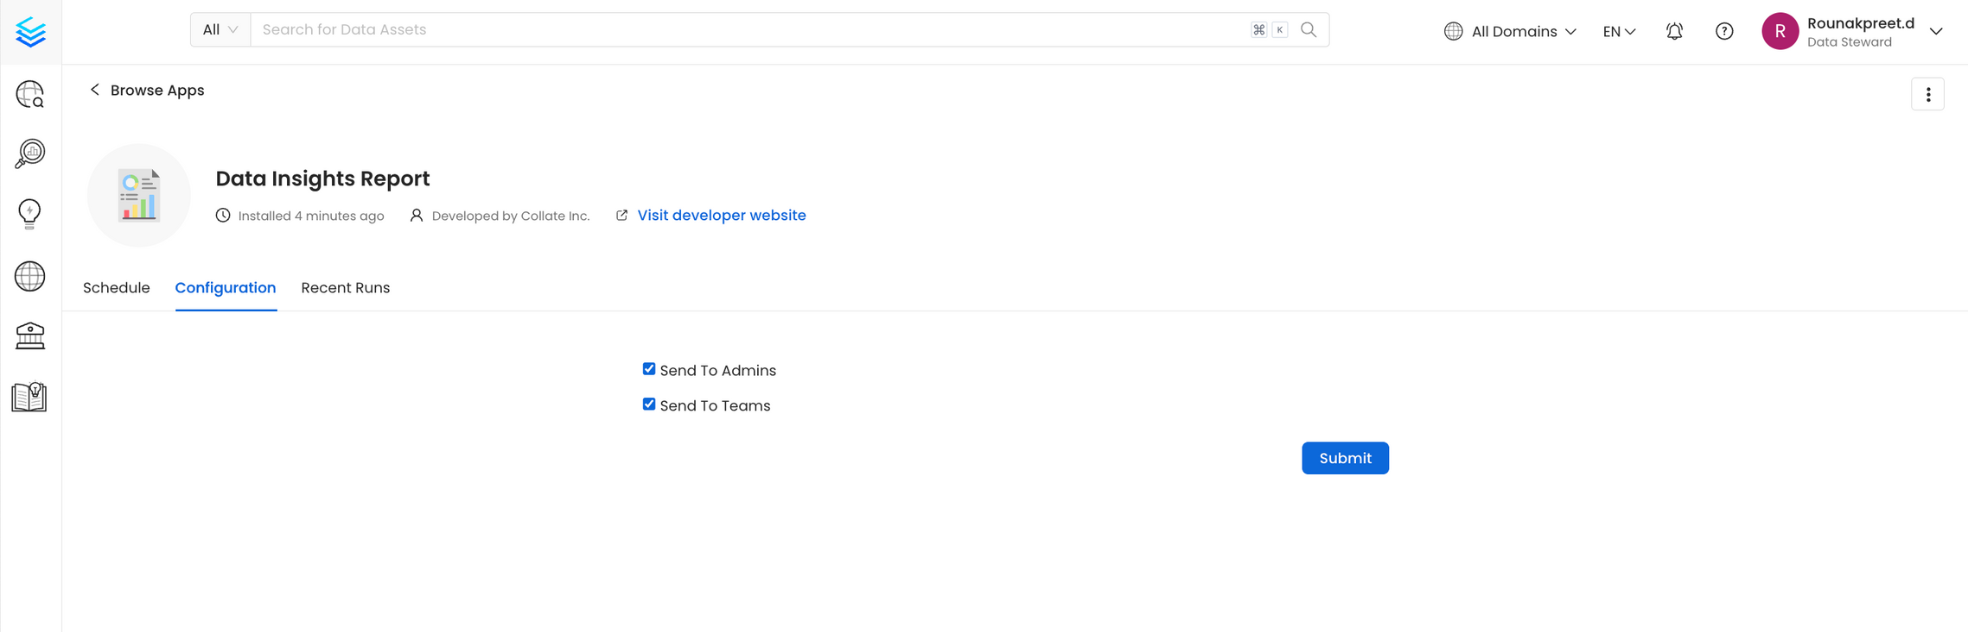 All
Search for Data Assets
⌘ K
All Domains
EN
R
Rounakpreet.d
Data Steward
Browse Apps
Data Insights Report
Installed 4 minutes ago
Developed by Collate Inc.
Visit developer website
Schedule
Configuration
Recent Runs
Send To Admins
Send To Teams
Submit